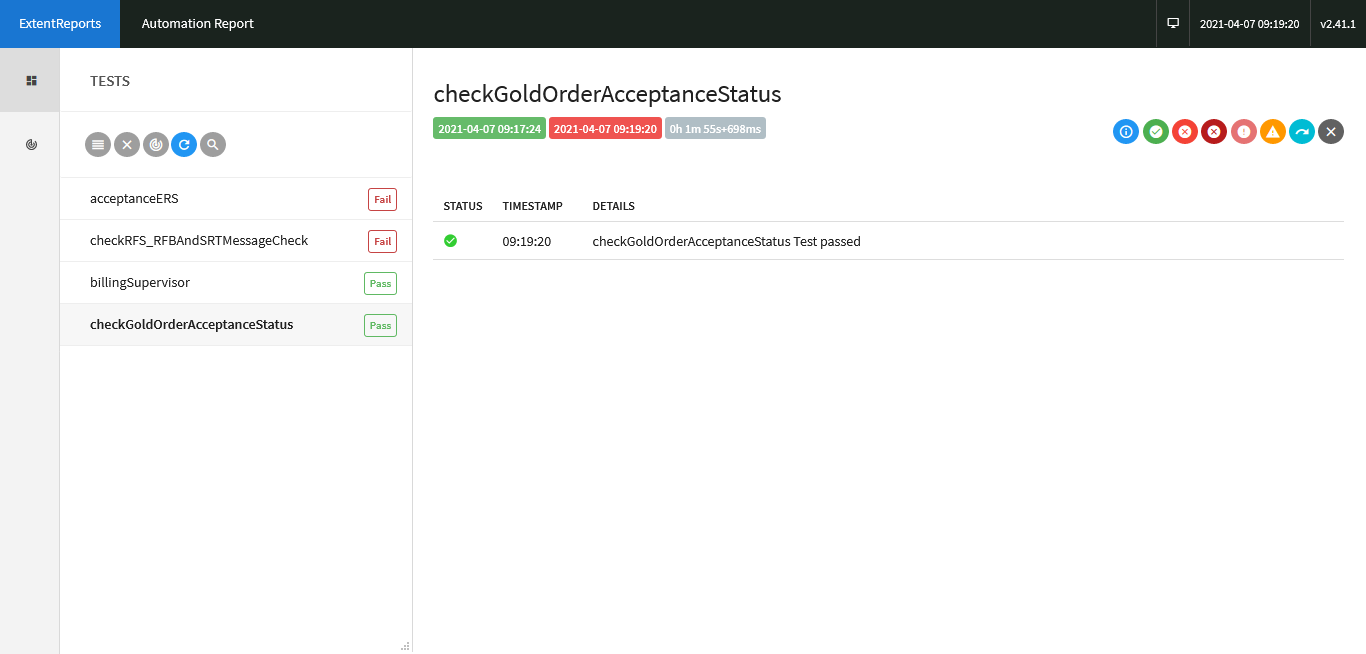 ExtentReports Automation Report 2021-04-07 09:19:20 v2.41.1
TESTS
acceptanceERS Fail
checkRFS_RFBAndSRTMessageCheck Fail
billingSupervisor Pass
checkGoldOrderAcceptanceStatus Pass
checkGoldOrderAcceptanceStatus
2021-04-07 09:17:24 2021-04-07 09:19:20 0h 1m 55s+698ms
STATUS TIMESTAMP DETAILS
09:19:20 checkGoldOrderAcceptanceStatus Test passed